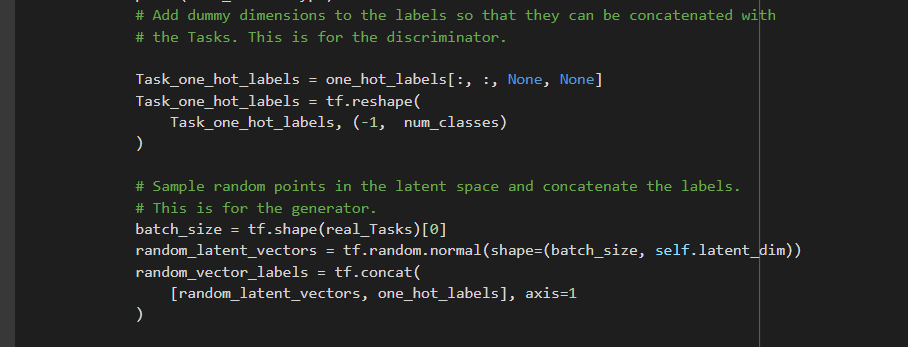 # Add dummy dimensions to the labels so that they can be concatenated with
# the Tasks. This is for the discriminator.
Task_one_hot_labels = one_hot_labels[:, :, None, None]
Task_one_hot_labels = tf.reshape(
Task_one_hot_labels, (-1,  num_classes)
)
# Sample random points in the latent space and concatenate the labels.
# This is for the generator.
batch_size = tf.shape(real_Tasks)[0]
random_latent_vectors = tf.random.normal(shape=(batch_size, self.latent_dim))
random_vector_labels = tf.concat(
[random_latent_vectors, one_hot_labels], axis=1
)